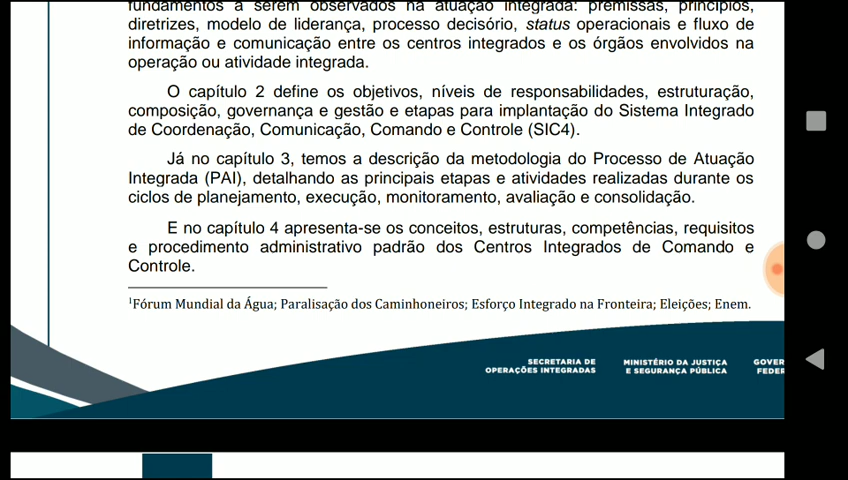 fundamentos a serem observados na atuação integrada: premissas, princípios,
diretrizes, modelo de liderança, processo decisório, status operacionais e fluxo de
informação e comunicação entre os centros integrados e os órgãos envolvidos na
operação ou atividade integrada.
O capítulo 2 define os objetivos, níveis de responsabilidades, estruturação,
composição, governança e gestão e etapas para implantação do Sistema Integrado
de Coordenação, Comunicação, Comando e Controle (SIC4).
Já no capítulo 3, temos a descrição da metodologia do Processo de Atuação
Integrada (PAI), detalhando as principais etapas e atividades realizadas durante os
ciclos de planejamento, execução, monitoramento, avaliação e consolidação.
E no capítulo 4 apresenta-se os conceitos, estruturas, competências, requisitos
e procedimento administrativo padrão dos Centros Integrados de Comando e
Controle.
1Fórum Mundial da Água; Paralisação dos Caminhoneiros; Esforço Integrado na Fronteira; Eleições; Enem.
SECRETARIA DE
OPERAÇÕES INTEGRADAS
MINISTÉRIO DA JUSTIÇA
E SEGURANÇA PÚBLICA
GOVER
FEDER